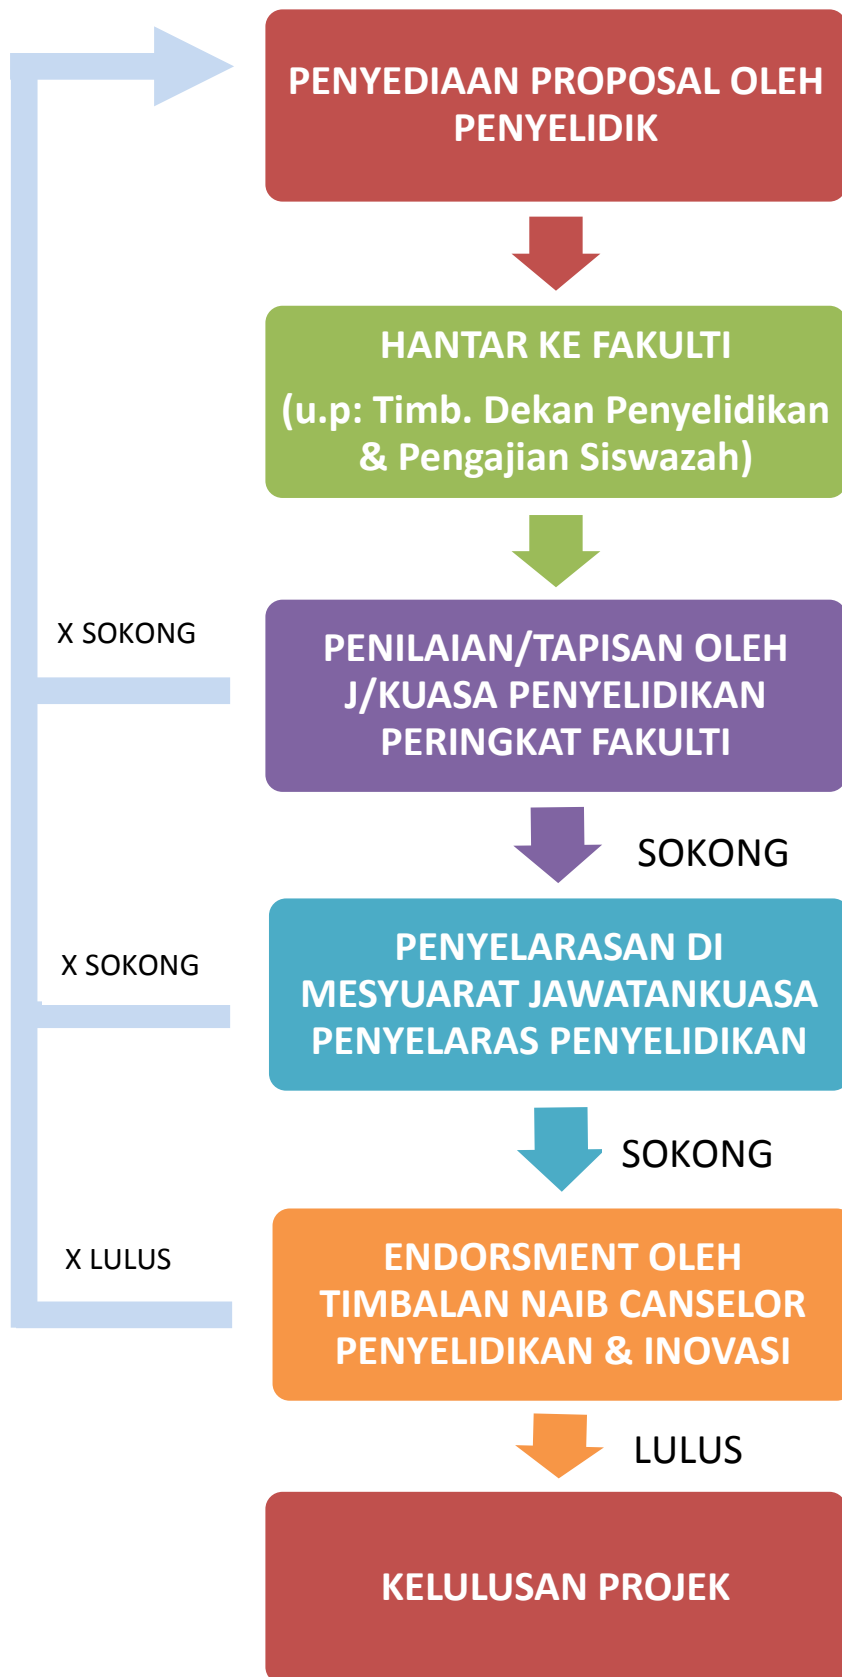 PENYEDIAAN PROPOSAL OLEH
PENYELIDIK
HANTAR KE FAKULTI
(u.p: Timb. Dekan Penyelidikan
& Pengajian Siswazah)
X SOKONG
PENILAIAN/TAPISAN OLEH
J/KUASA PENYELIDIKAN
PERINGKAT FAKULTI
SOKONG
X SOKONG
PENYELARASAN DI
MESYUARAT JAWATANKUASA
PENYELARAS PENYELIDIKAN
SOKONG
X LULUS
ENDORSMENT OLEH
TIMBALAN NAIB CANSELOR
PENYELIDIKAN & INOVASI
LULUS
KELULUSAN PROJEK